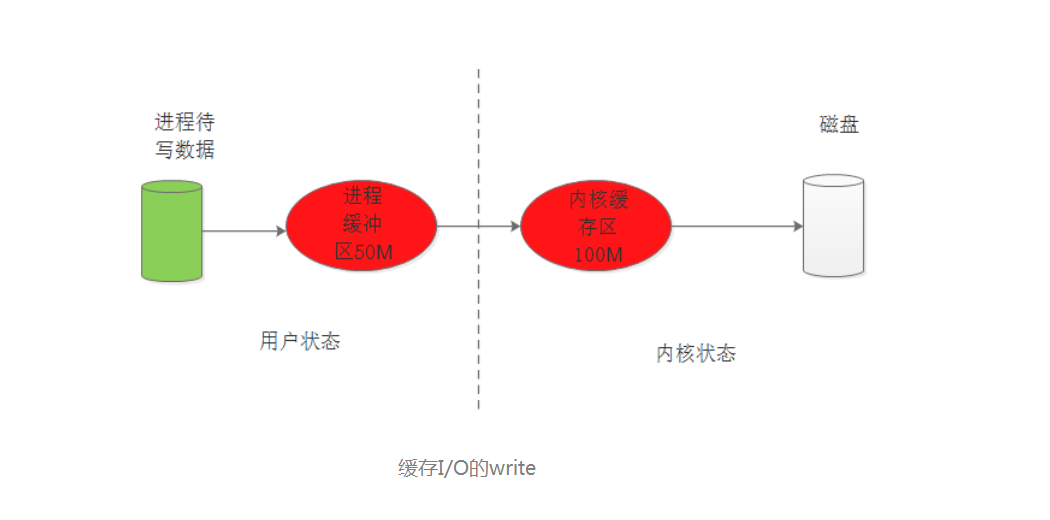 进程待
写数据
磁盘
进程
缓冲
区50M
内核缓
存区
100M
用户状态
内核状态
缓存I/O的write